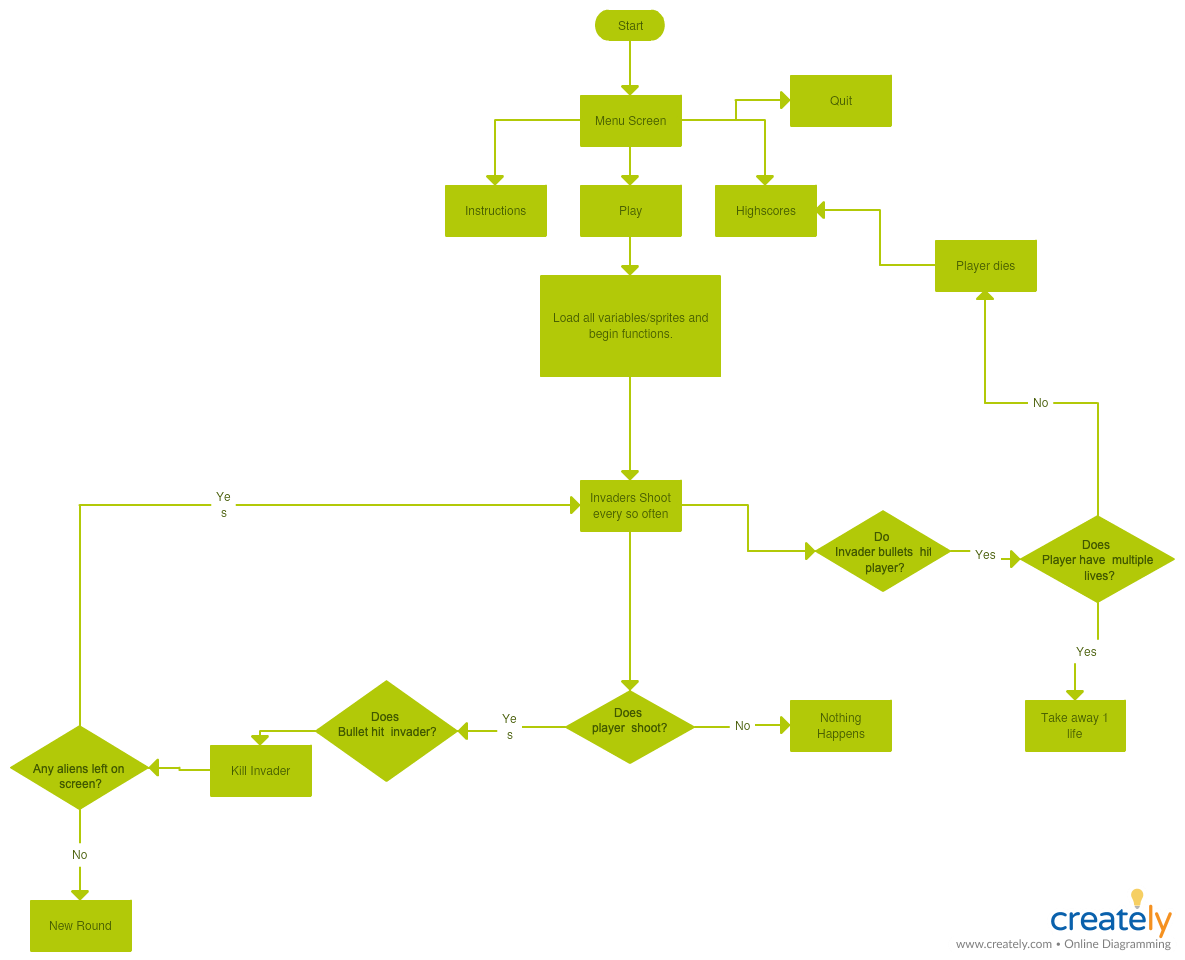 Start
Quit
Menu Screen
Instructions
Play
Highscores
Player dies
Load all variables/sprites and
begin functions.
No
Ye
s
Invaders Shoot
every so often
Do
Invader bullets hit
player?
Yes
Does
Player have multiple
lives?
Yes
Does
Bullet hit invader?
Ye
s
Does
player shoot?
No
Nothing
Happens
Take away 1
life
Any aliens left on
screen?
Kill Invader
No
New Round
creately
www.creately.com • Online Diagramming